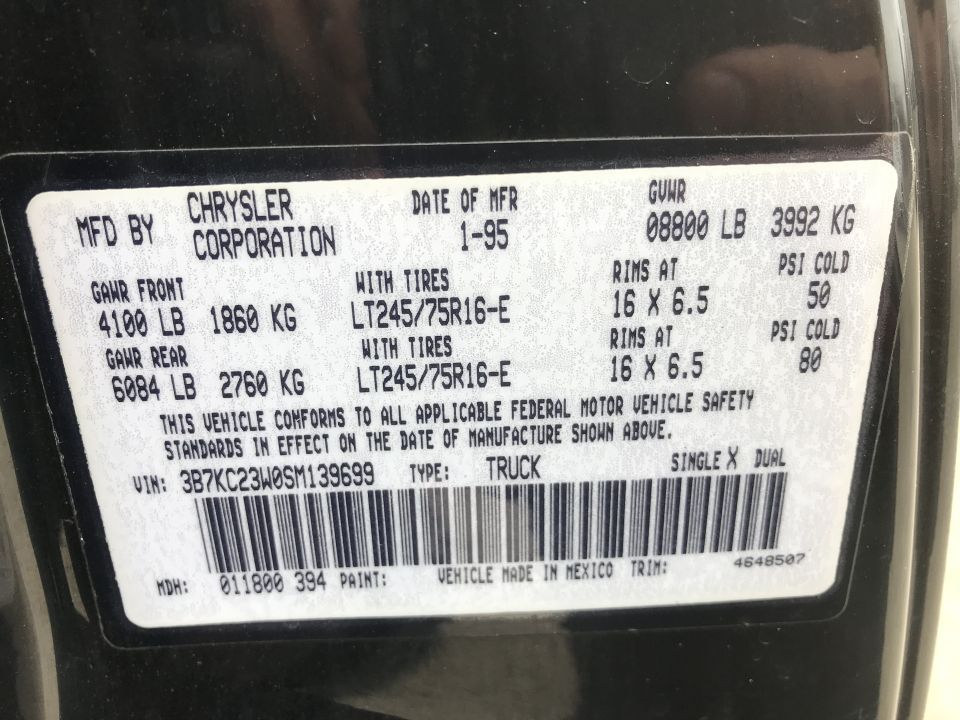 MFD BY CHRYSLER CORPORATION DATE OF MFR 1-95 GVWR 08800 LB 3992 KG
GAWR FRONT WITH TIRES RIMS AT PSI COLD
4100 LB 1860 KG LT245/75R16-E 16 X 6.5 50
GAWR REAR WITH TIRES RIMS AT PSI COLD
6084 LB 2760 KG LT245/75R16-E 16 X 6.5 80
THIS VEHICLE CONFORMS TO ALL APPLICABLE FEDERAL MOTOR VEHICLE SAFETY
STANDARDS IN EFFECT ON THE DATE OF MANUFACTURE SHOWN ABOVE.
VIN: 3B7KC23W0SM139699 TYPE: TRUCK SINGLE X DUAL
MDH: 011800 394 PAINT: VEHICLE MADE IN MEXICO TRIM: 4648507